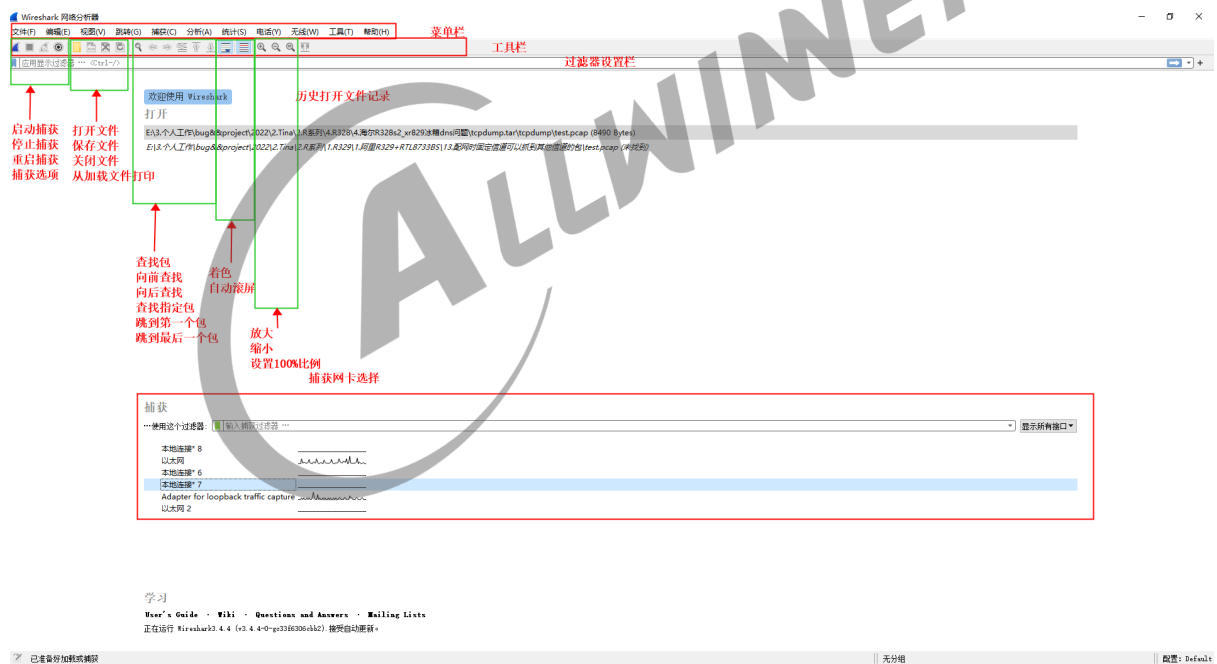 Wireshark 网络分析器
文件(F) 编辑(E) 视图(V) 跳转(G) 捕获(C) 分析(A) 统计(S) 电话(Y) 无线(W) 工具(T) 帮助(H)
菜单栏
工具栏
应用显示过滤器 … <Ctrl-/>
过滤器设置栏
+
欢迎使用 Wireshark
历史打开文件记录
打开
E:\3.个人工作\bug&&project\2022\2.Tina\2.R系列\4.R328\4.海尔R328s2_xr829冰箱dns问题\tcpdump.tar\tcpdump\test.pcap (8490 Bytes)
E:\3.个人工作\bug&&project\2022\2.Tina\2.R系列\1.R329\1.阿里R329+RTL8733BS\13.配网时固定信道可以抓到其他信道的包\test.pcap (未找到)
启动捕获
停止捕获
重启捕获
捕获选项
打开文件
保存文件
关闭文件
从加载文件打印
查找包
向前查找
向后查找
查找指定包
跳到第一个包
跳到最后一个包
着色
自动滚屏
放大
缩小
设置100%比例
捕获网卡选择
ALLWINNER
捕获
…使用这个过滤器: 输入捕获过滤器 …
显示所有接口
本地连接* 8
以太网
本地连接* 6
本地连接* 7
Adapter for loopback traffic capture
以太网 2
学习
User's Guide · Wiki · Questions and Answers · Mailing Lists
正在运行 Wireshark3.4.4 (v3.4.4-0-gc33f6306cbb2).接受自动更新。
已准备好加载或捕获
无分组
配置: Default